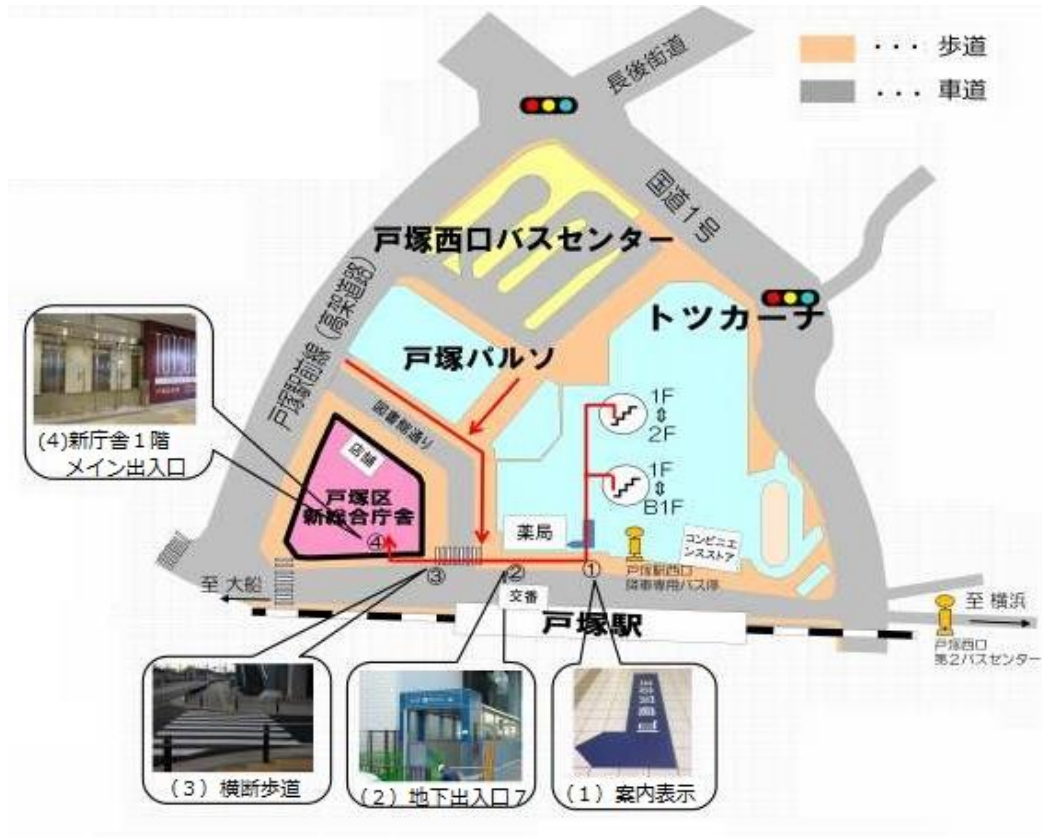 ・・・歩道
・・・車道
長後街道
国道1号
戸塚西口バスセンター
トツカーナ
戸塚駅前線(高架道路)
戸塚パルソ
図書館通り
1F
⇕
2F
1F
⇕
B1F
店舗
戸塚区
新総合庁舎
④
薬局
コンビニエ
ンスストア
戸塚駅西口
降車専用バス停
③
②
①
交番
至 大船
戸塚駅
至 横浜
戸塚西口
第2バスセンター
(4)新庁舎1階
メイン出入口
(3)横断歩道
(2)地下出入口7
(1)案内表示